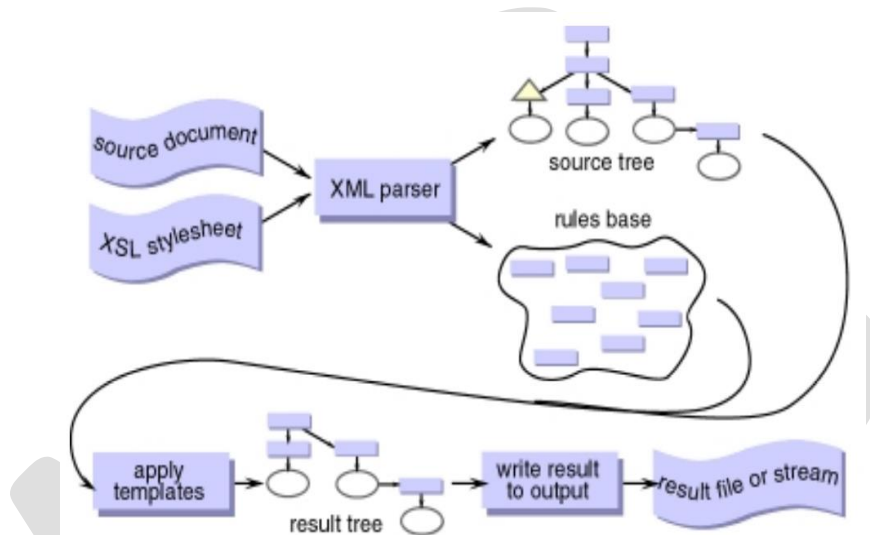 source document
XSL stylesheet
XML parser
source tree
rules base
apply
templates
result tree
write result
to output
result file or stream